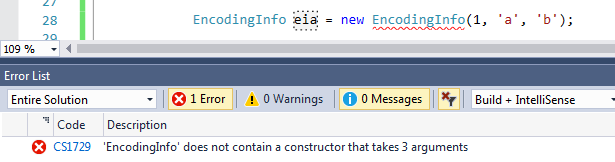 27
28 EncodingInfo eia = new EncodingInfo(1, 'a', 'b');
109 %
Error List
Entire Solution 1 Error 0 Warnings 0 Messages Build + IntelliSense
Code Description
CS1729 'EncodingInfo' does not contain a constructor that takes 3 arguments